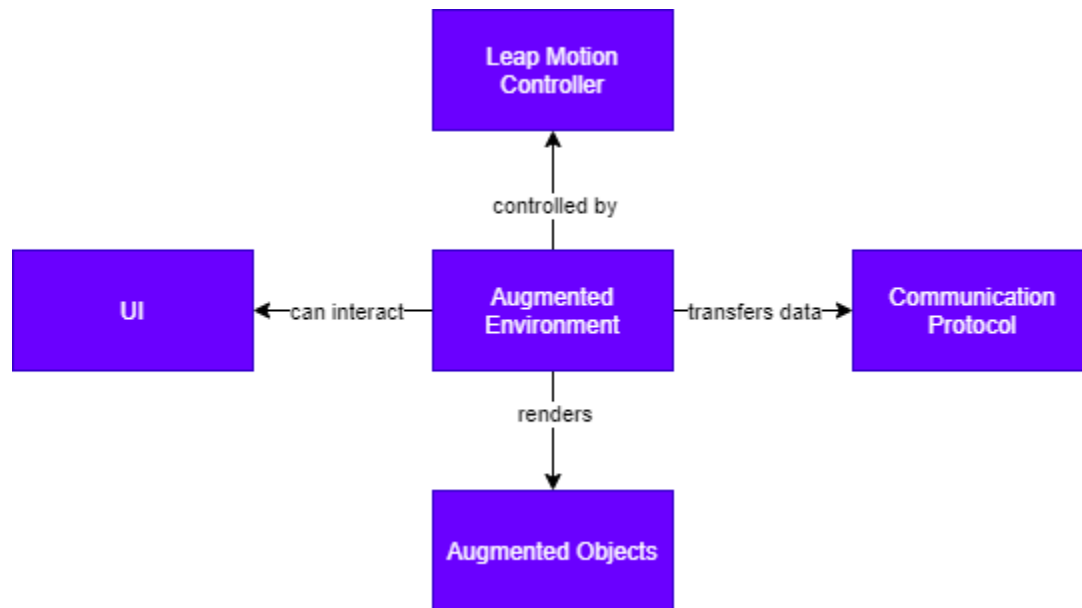 Leap Motion
Controller
controlled by
UI
can interact
Augmented
Environment
transfers data
Communication
Protocol
renders
Augmented Objects